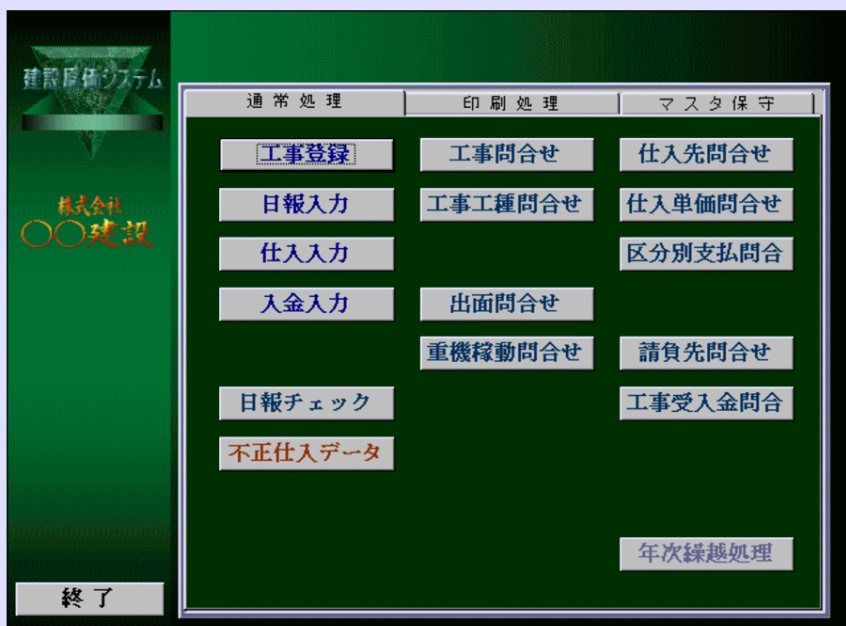 建設原価システム
株式会社
〇〇建設
通常処理
印刷処理
マスタ保守
工事登録
工事問合せ
仕入先問合せ
日報入力
工事工種問合せ
仕入単価問合せ
仕入入力
区分別支払問合
入金入力
出面問合せ
重機稼動問合せ
請負先問合せ
日報チェック
工事受入金問合
不正仕入データ
年次繰越処理
終了